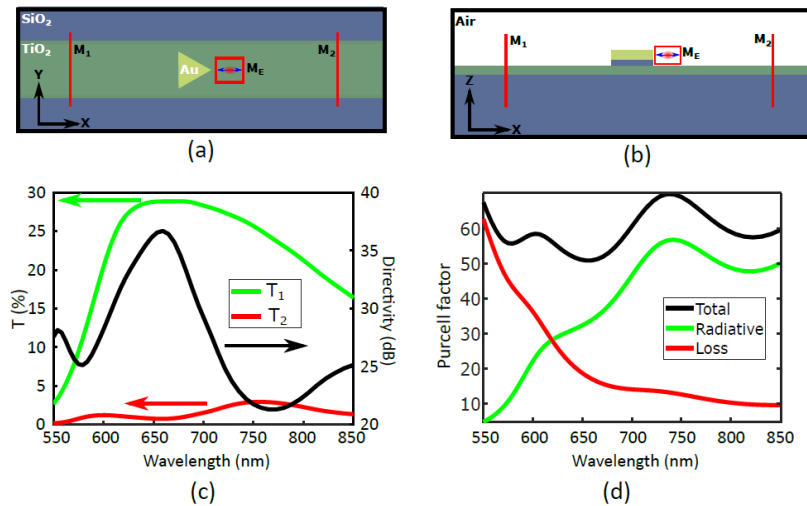 SiO2
TiO2
M1
M2
Y
Au
ME
X
(a)
Air
M1
M2
ME
Z
X
(b)
30
25
20
15
10
5
0
T (%)
40
35
30
25
20
Directivity (dB)
T1
T2
550 600 650 700 750 800 850
Wavelength (nm)
(c)
60
50
40
30
20
10
Purcell factor
Total
Radiative
Loss
550 600 650 700 750 800 850
Wavelength (nm)
(d)